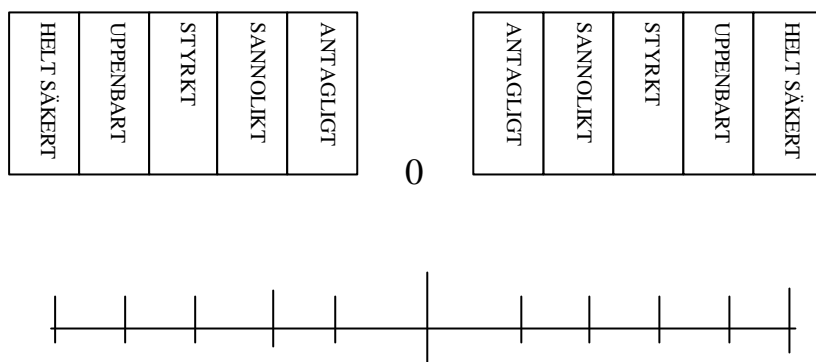 HELT SÄKERT
UPPENBART
STYRKT
SANNOLIKT
ANTAGLIGT
0
ANTAGLIGT
SANNOLIKT
STYRKT
UPPENBART
HELT SÄKERT